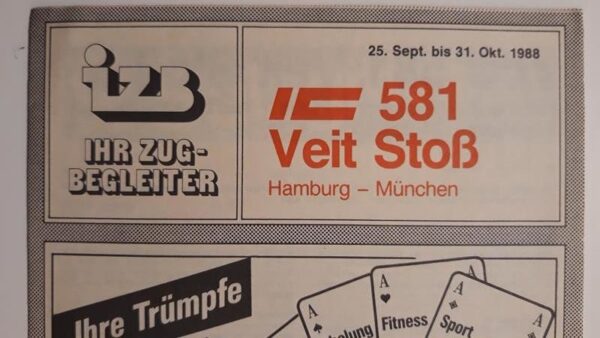 izb
IHR ZUG-
BEGLEITER
25. Sept. bis 31. Okt. 1988
IC 581
Veit Stoß
Hamburg – München
Ihre Trümpfe
A
A
A
Fitness
Sport